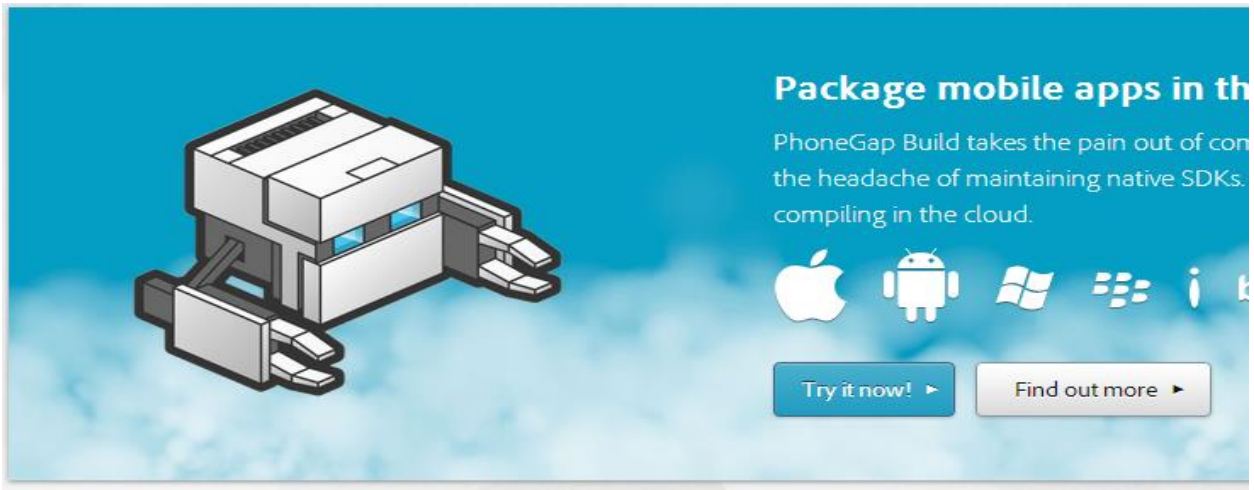 Package mobile apps in th
PhoneGap Build takes the pain out of com
the headache of maintaining native SDKs.
compiling in the cloud.
Try it now! ►
Find out more ►